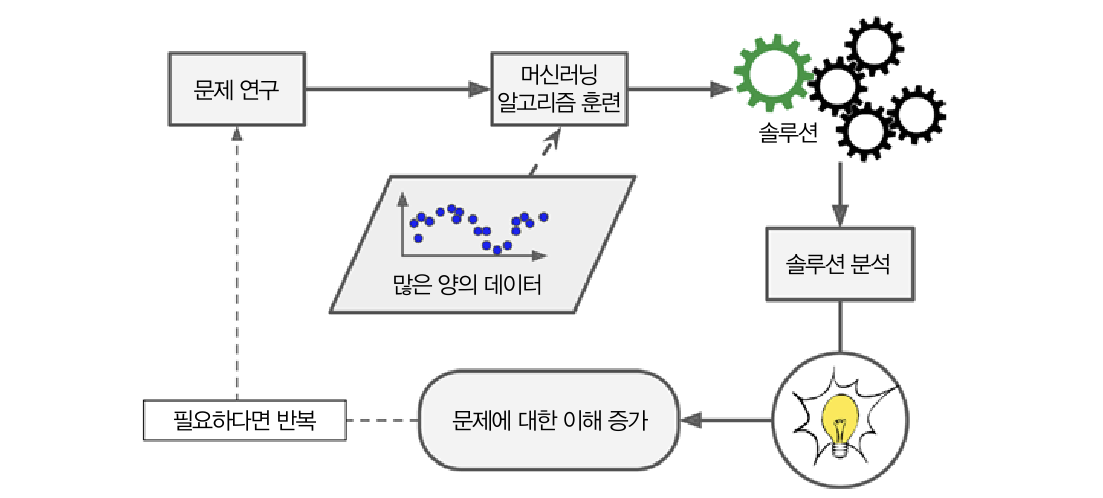 문제 연구
머신러닝
알고리즘 훈련
솔루션
많은 양의 데이터
솔루션 분석
필요하다면 반복
문제에 대한 이해 증가